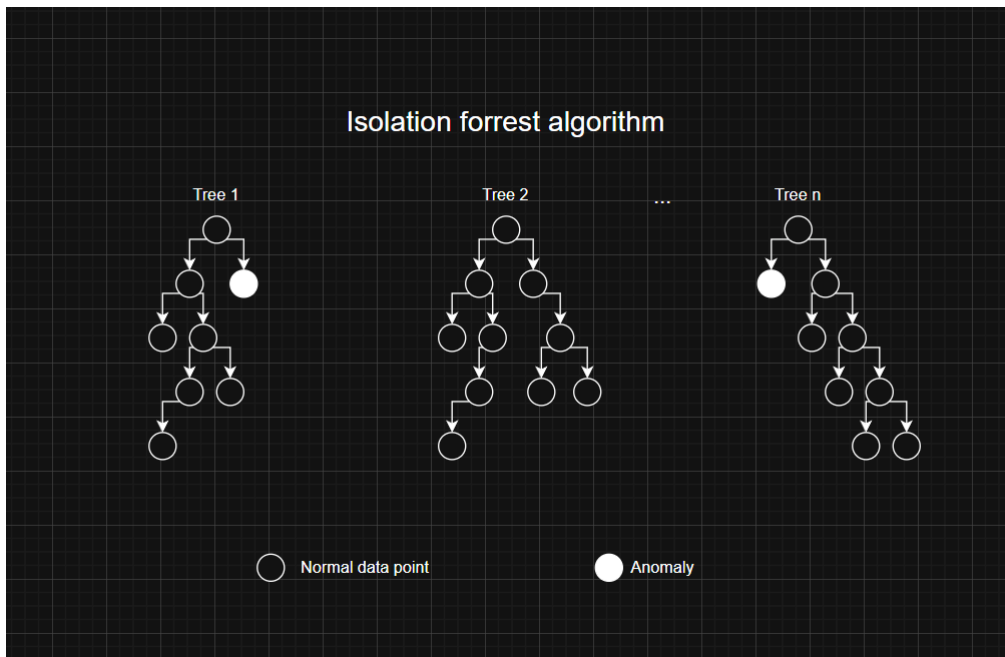 Isolation forrest algorithm
Tree 1
Tree 2
...
Tree n
Normal data point
Anomaly